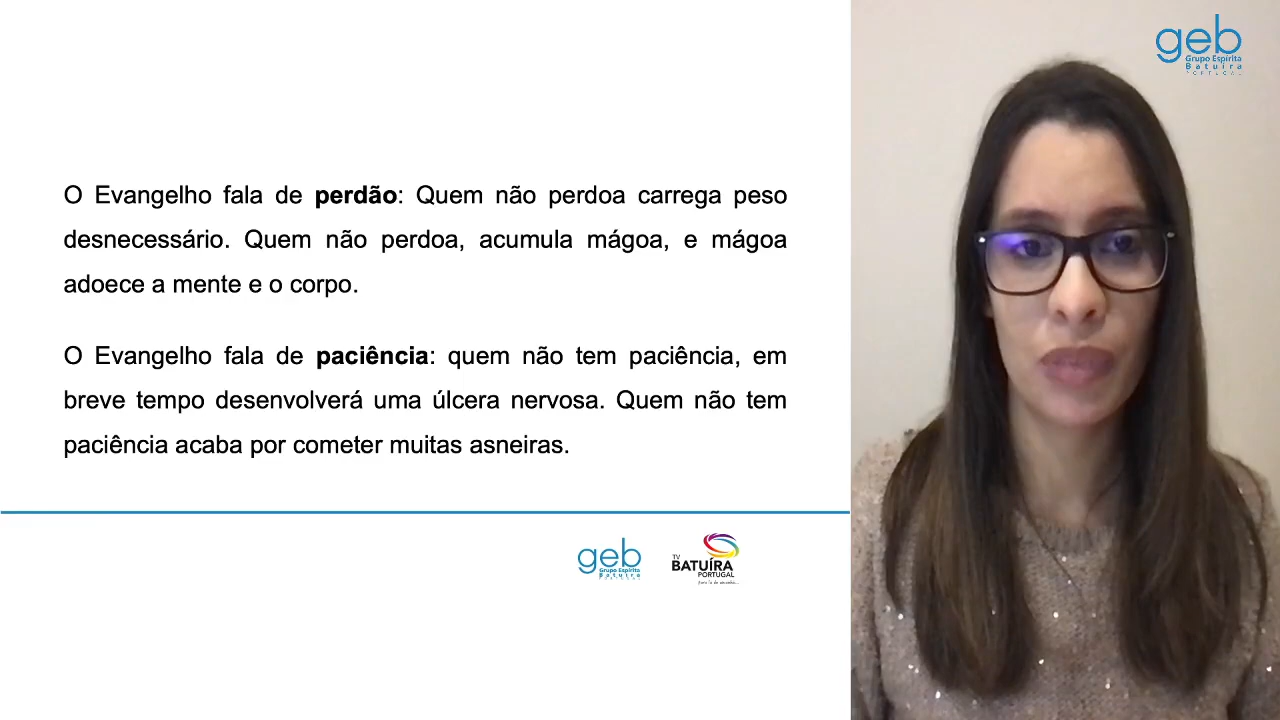 O Evangelho fala de perdão: Quem não perdoa carrega peso
desnecessário. Quem não perdoa, acumula mágoa, e mágoa
adoece a mente e o corpo.
O Evangelho fala de paciência: quem não tem paciência, em
breve tempo desenvolverá uma úlcera nervosa. Quem não tem
paciência acaba por cometer muitas asneiras.
geb
Grupo Espírita
Batuíra
PORTUGAL
TV
BATUÍRA
PORTUGAL
geb
Grupo Espírita
Batuíra
PORTUGAL